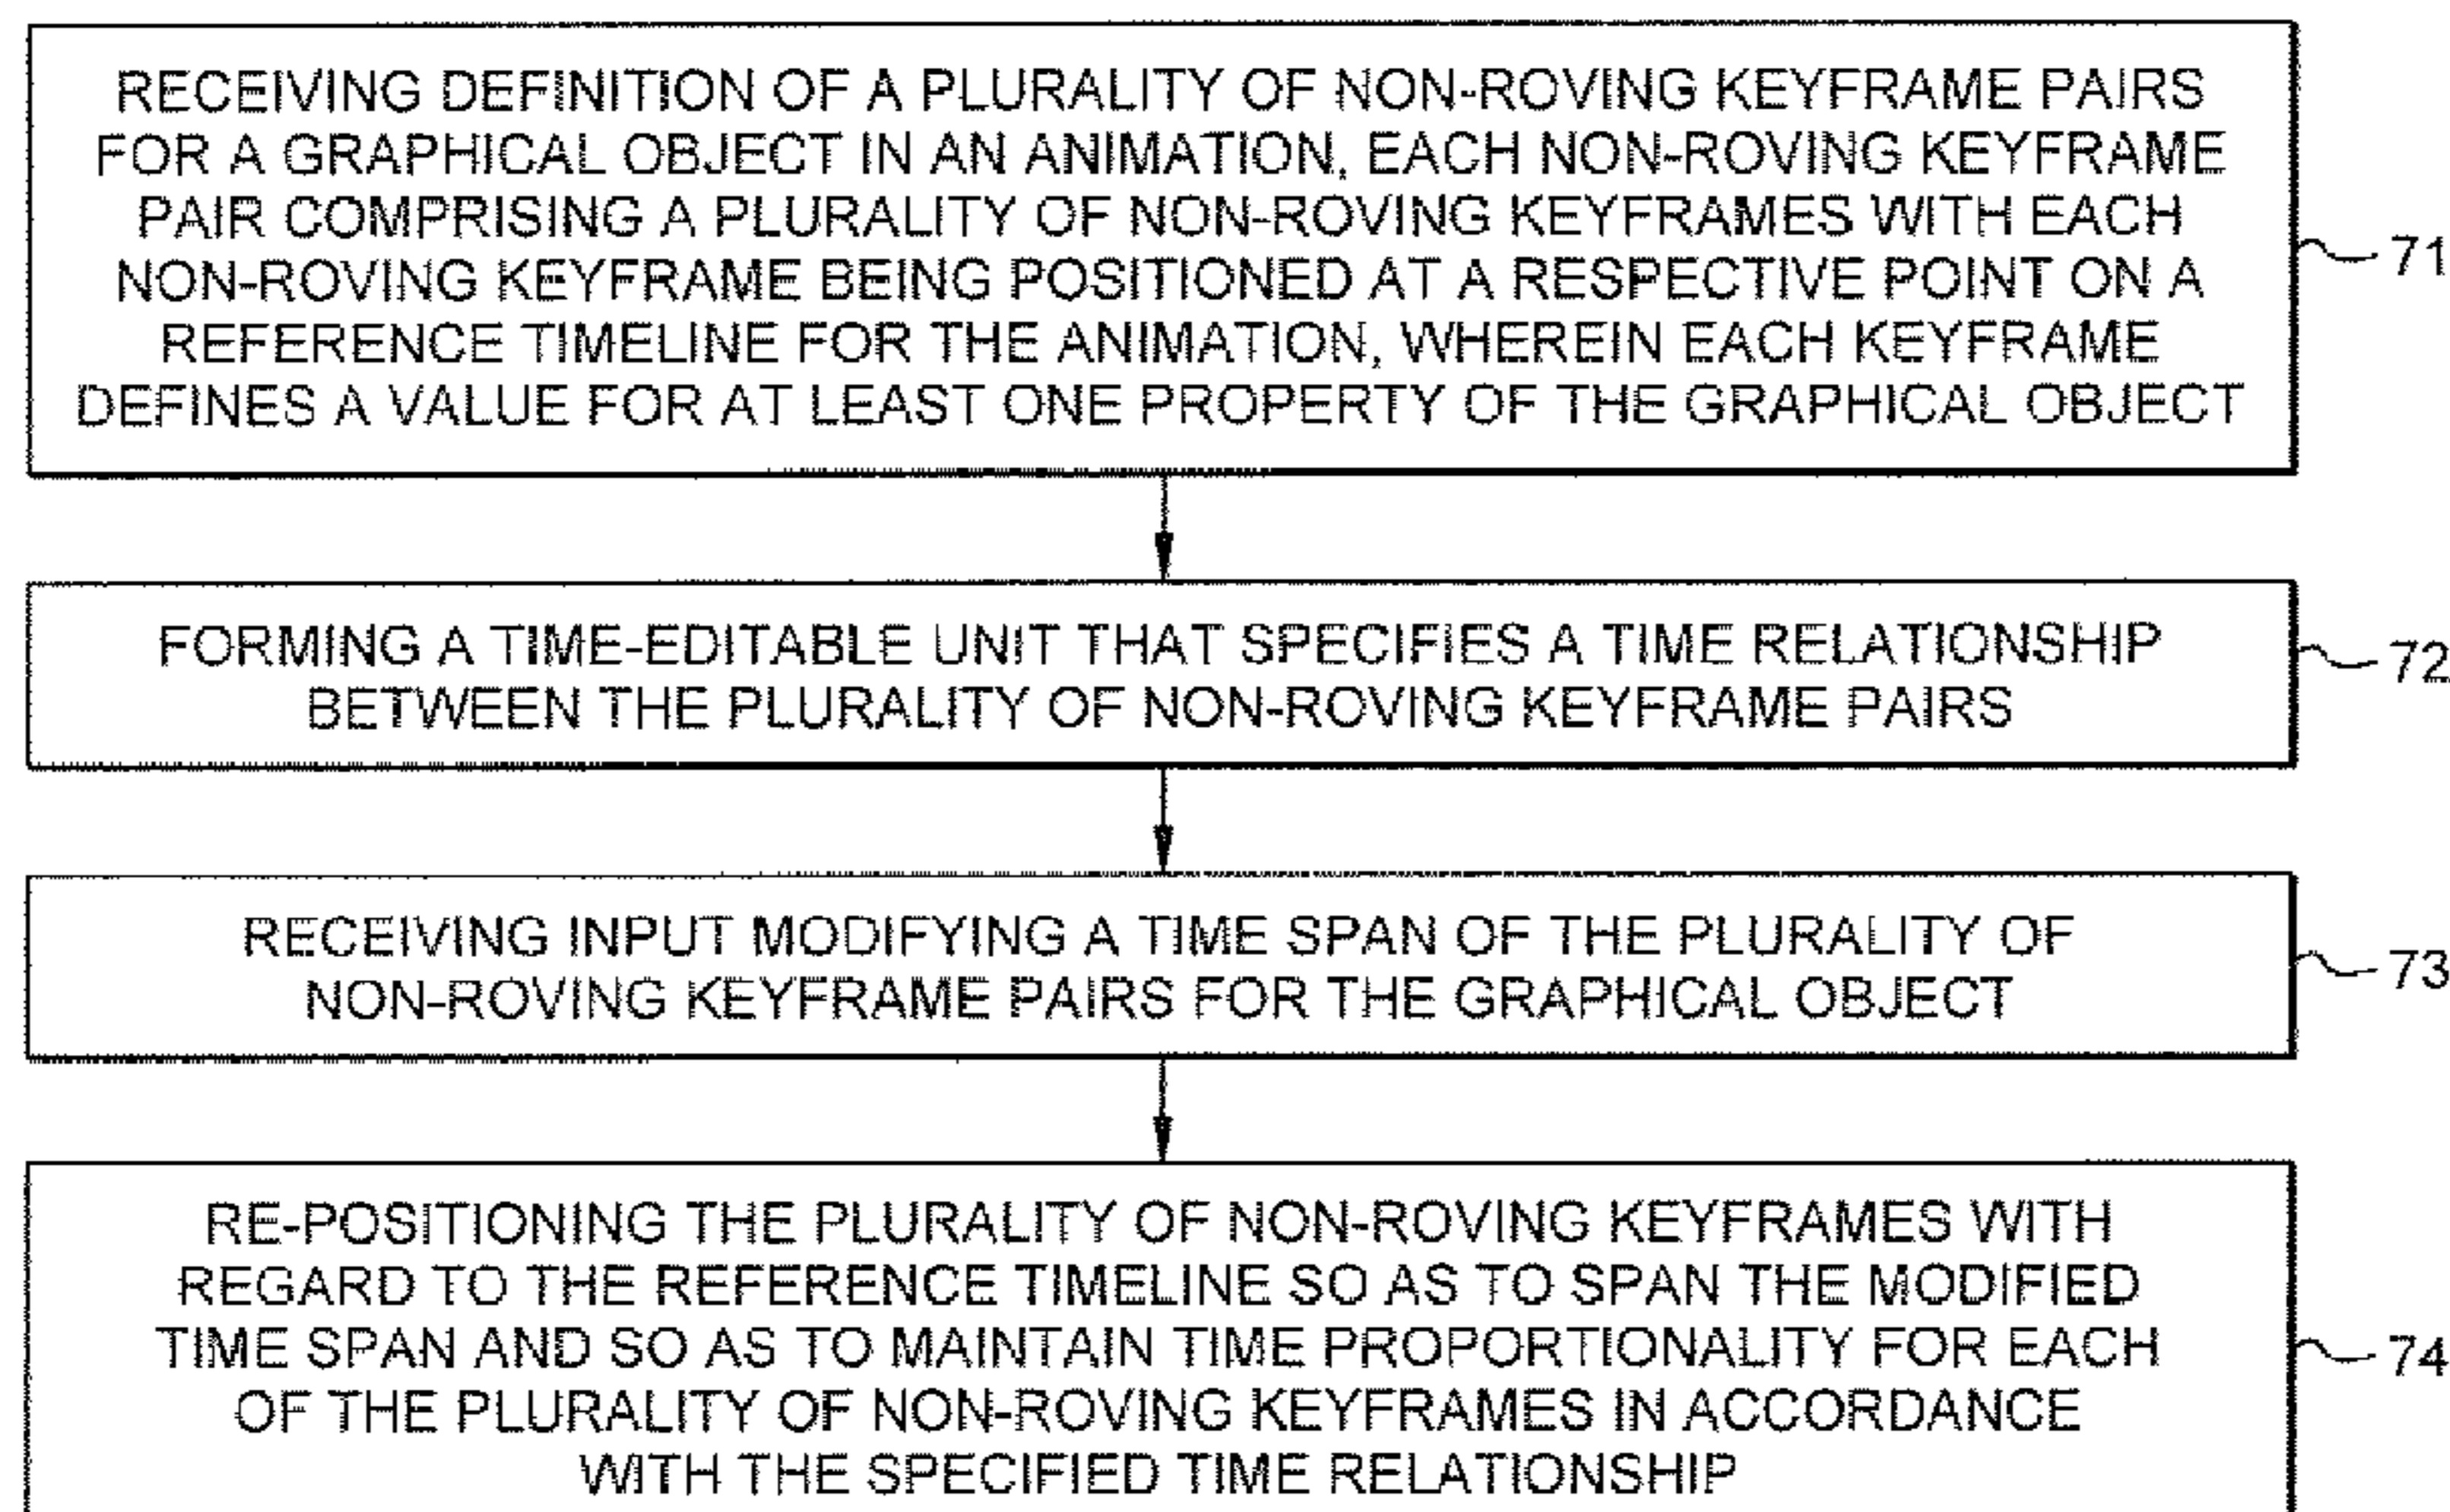 RECEIVING DEFINITION OF A PLURALITY OF NON-ROVING KEYFRAME PAIRS
FOR A GRAPHICAL OBJECT IN AN ANIMATION, EACH NON-ROVING KEYFRAME
PAIR COMPRISING A PLURALITY OF NON-ROVING KEYFRAMES WITH EACH
NON-ROVING KEYFRAME BEING POSITIONED AT A RESPECTIVE POINT ON A
REFERENCE TIMELINE FOR THE ANIMATION, WHEREIN EACH KEYFRAME
DEFINES A VALUE FOR AT LEAST ONE PROPERTY OF THE GRAPHICAL OBJECT
71
FORMING A TIME-EDITABLE UNIT THAT SPECIFIES A TIME RELATIONSHIP
BETWEEN THE PLURALITY OF NON-ROVING KEYFRAME PAIRS
72
RECEIVING INPUT MODIFYING A TIME SPAN OF THE PLURALITY OF
NON-ROVING KEYFRAME PAIRS FOR THE GRAPHICAL OBJECT
73
RE-POSITIONING THE PLURALITY OF NON-ROVING KEYFRAMES WITH
REGARD TO THE REFERENCE TIMELINE SO AS TO SPAN THE MODIFIED
TIME SPAN AND SO AS TO MAINTAIN TIME PROPORTIONALITY FOR EACH
OF THE PLURALITY OF NON-ROVING KEYFRAMES IN ACCORDANCE
WITH THE SPECIFIED TIME RELATIONSHIP
74